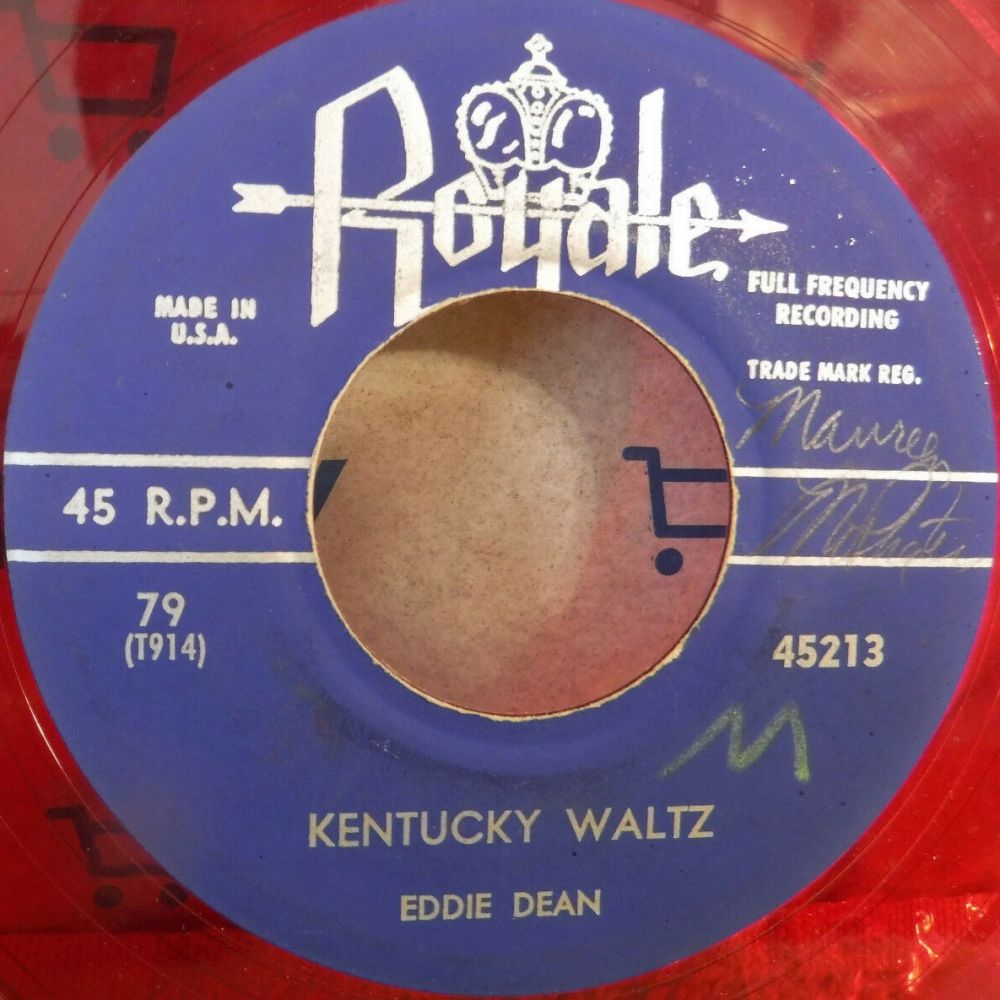 Royale
MADE IN
U.S.A.
FULL FREQUENCY
RECORDING
TRADE MARK REG.
45 R.P.M.
79
(T914)
45213
M
KENTUCKY WALTZ
EDDIE DEAN